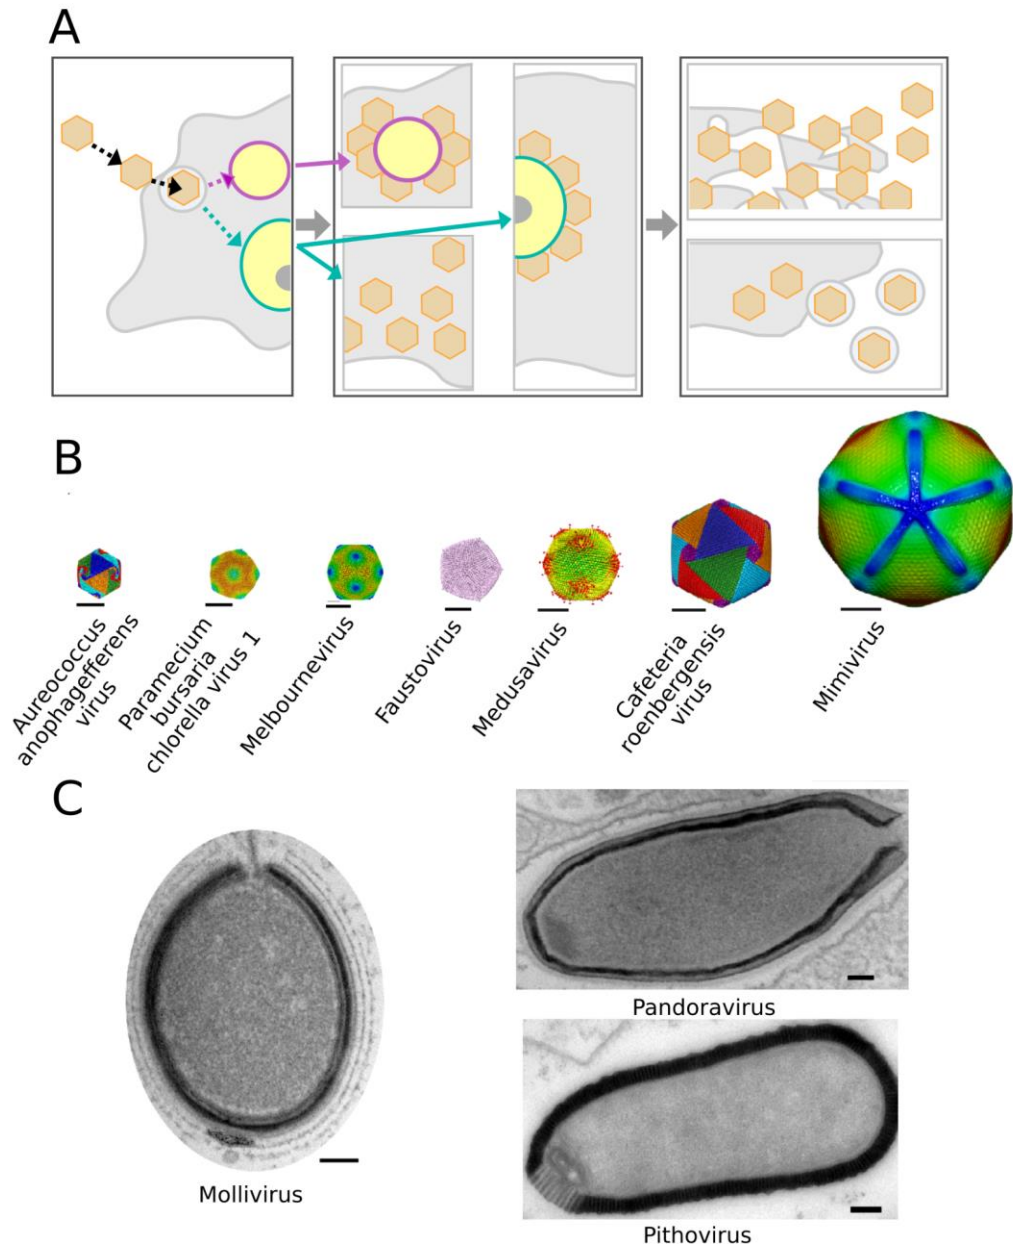 A
B
Aureococcus
anophagefferens
virus
Paramecium
bursaria
chlorella virus 1
Melbournevirus
Faustovirus
Medusavirus
Cafeteria
roenbergensis
virus
Mimivirus
C
Mollivirus
Pandoravirus
Pithovirus